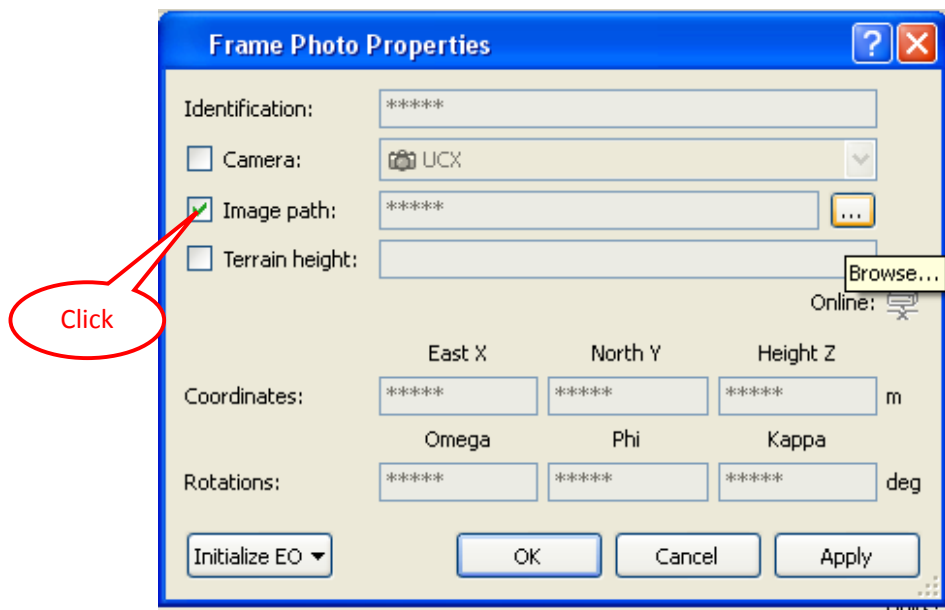 Frame Photo Properties
Identification: *****
Camera: UCX
Image path: ***** ...
Terrain height:
Browse...
Online:
Click
East X North Y Height Z
Coordinates: ***** ***** ***** m
Omega Phi Kappa
Rotations: ***** ***** ***** deg
Initialize EO OK Cancel Apply